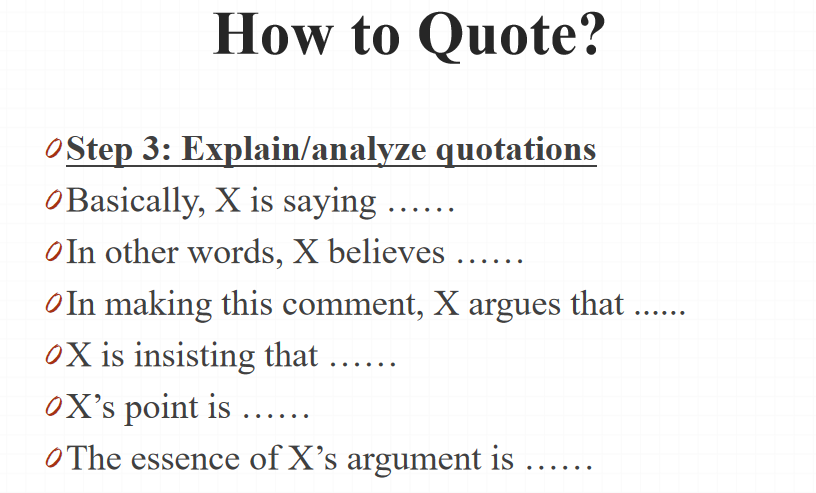 How to Quote?
Step 3: Explain/analyze quotations
Basically, X is saying ……
In other words, X believes ……
In making this comment, X argues that ......
X is insisting that ……
X’s point is ……
The essence of X’s argument is ……